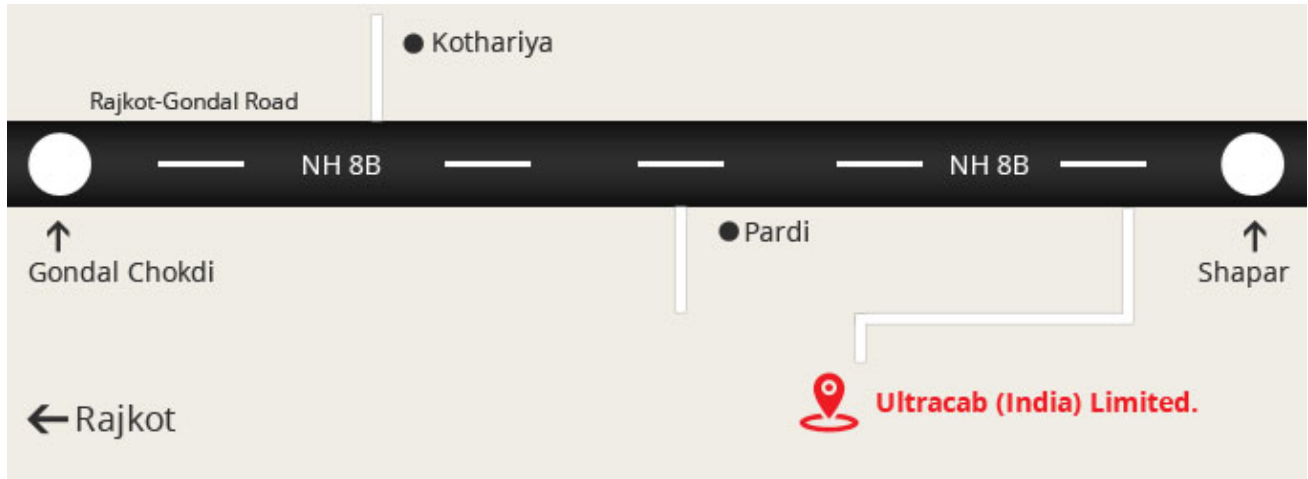 Kothariya
Rajkot-Gondal Road
NH 8B
NH 8B
Pardi
Gondal Chokdi
Shapar
Ultracab (India) Limited.
Rajkot